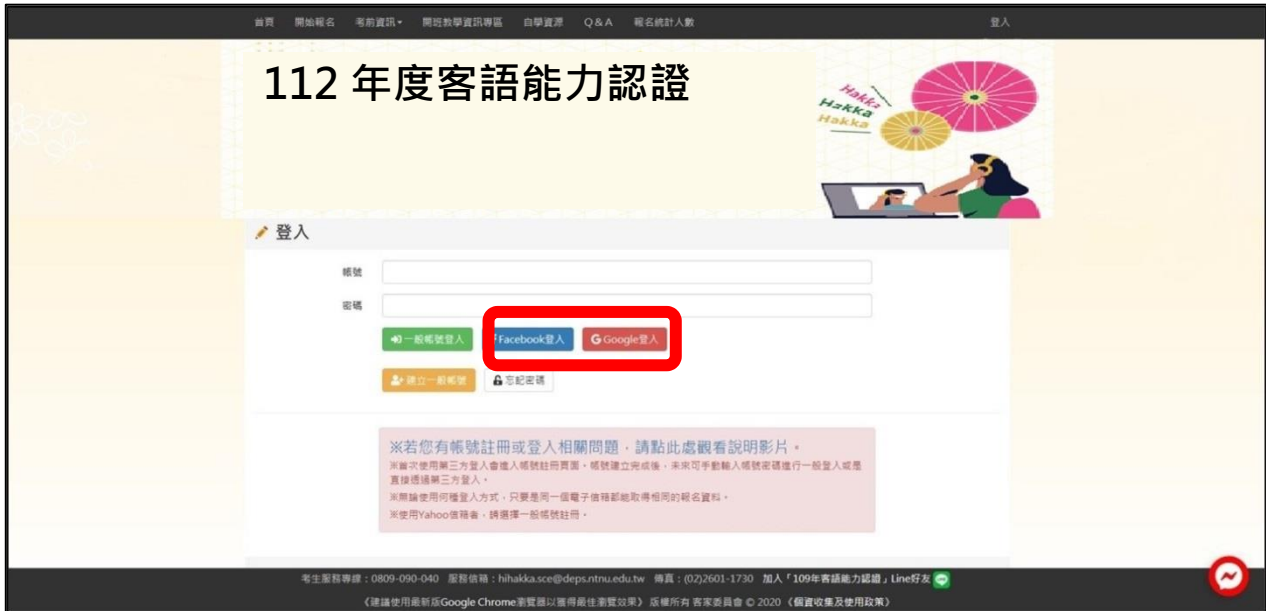 首頁 開始報名 考前資訊 開班教學資訊專區 自學資源 Q&A 報名統計人數 登入
112 年度客語能力認證
Hakka
Hakka
Hakka
登入
帳號
密碼
一般帳號登入 Facebook登入 Google登入
建立一般帳號 忘記密碼
※若您有帳號註冊或登入相關問題，請點此處觀看說明影片。
※首次使用第三方登入會進入帳號註冊頁面。帳號建立完成後，未來可手動輸入帳號密碼進行一般登入或是
直接透過第三方登入。
※無論使用何種登入方式，只要是同一個電子信箱都能取得相同的報名資料。
※使用Yahoo信箱者，請選擇一般帳號註冊。
考生服務專線：0809-090-040 服務信箱：hihakka.sce@deps.ntnu.edu.tw 傳真：(02)2601-1730 加入「109年客語能力認證」Line好友
《建議使用最新版Google Chrome瀏覽器以獲得最佳瀏覽效果》 版權所有 客家委員會 © 2020 《個資收集及使用政策》